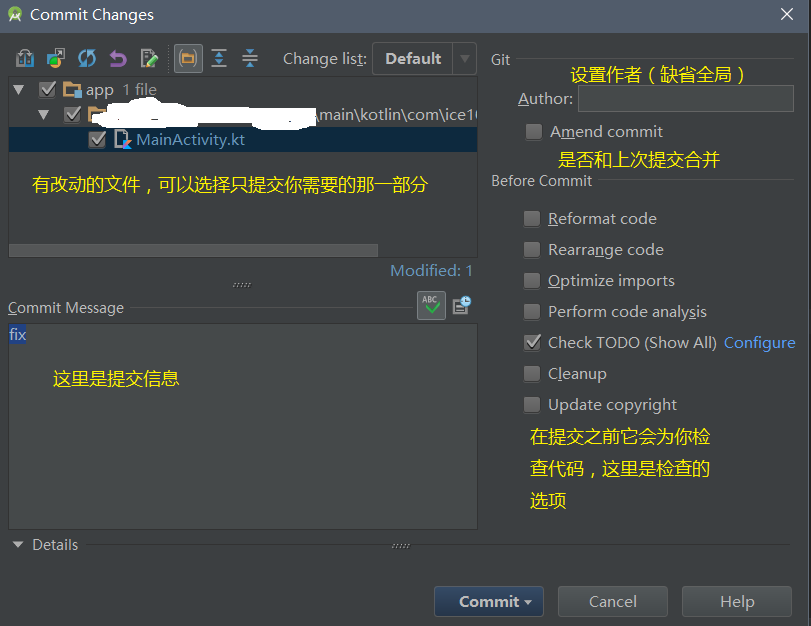 Commit Changes
Change list: Default
app 1 file
\main\kotlin\com\ice10
MainActivity.kt
有改动的文件，可以选择只提交你需要的那一部分
Modified: 1
Commit Message
ABC
fix
这里是提交信息
Git
设置作者（缺省全局）
Author:
Amend commit
是否和上次提交合并
Before Commit
Reformat code
Rearrange code
Optimize imports
Perform code analysis
Check TODO (Show All) Configure
Cleanup
Update copyright
在提交之前它会为你检
查代码，这里是检查的
选项
Details
Commit
Cancel
Help